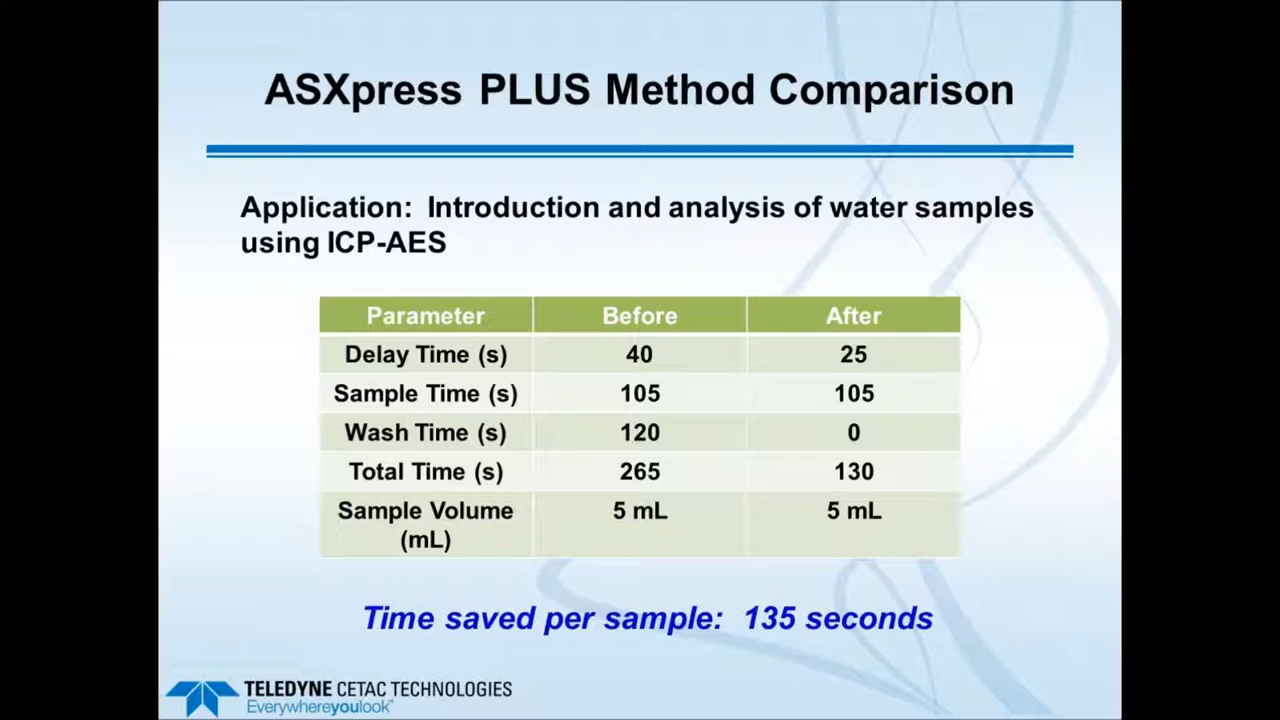 ASXpress PLUS Method Comparison
Application: Introduction and analysis of water samples
using ICP-AES
Parameter Before After
Delay Time (s) 40 25
Sample Time (s) 105 105
Wash Time (s) 120 0
Total Time (s) 265 130
Sample Volume 5 mL 5 mL
(mL)
Time saved per sample: 135 seconds
TELEDYNE CETAC TECHNOLOGIES
Everywhereyoulook™